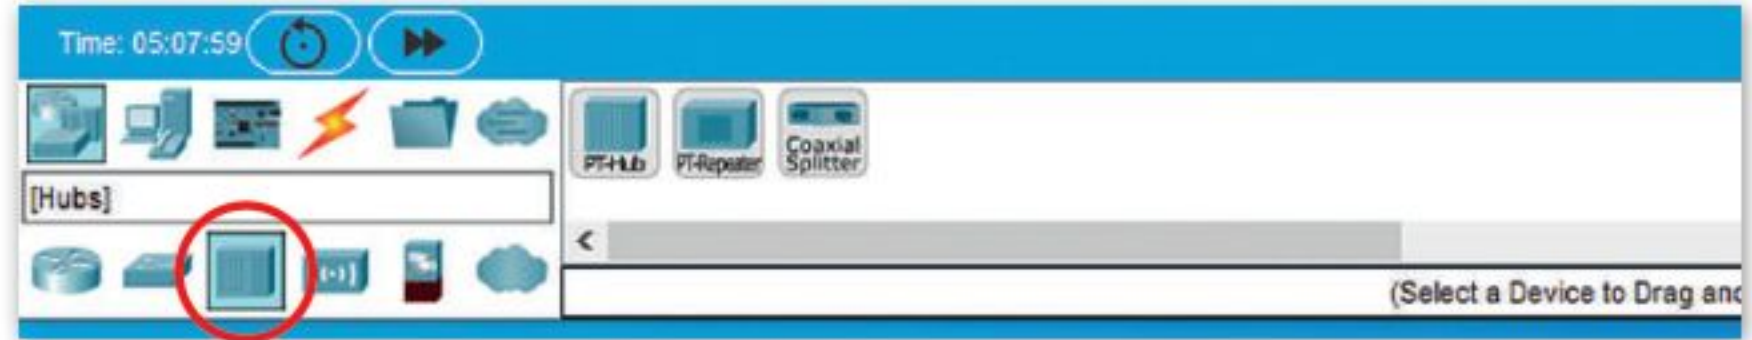 Time: 05:07:59
PT-Hub
PT-Repeater
Coaxial
Splitter
[Hubs]
<
(Select a Device to Drag and